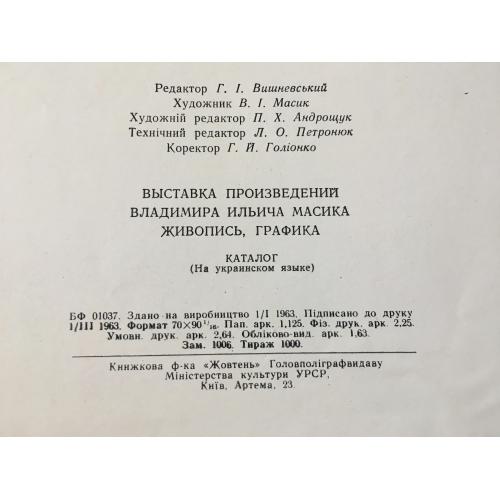 Редактор Г. І. Вишневський
Художник В. І. Масик
Художній редактор П. Х. Андрощук
Технічний редактор Л. О. Петронюк
Коректор Г. Й. Голіонко
ВЫСТАВКА ПРОИЗВЕДЕНИЙ
ВЛАДИМИРА ИЛЬИЧА МАСИКА
ЖИВОПИСЬ, ГРАФИКА
КАТАЛОГ
(На украинском языке)
БФ 01037. Здано на виробництво 1/I 1963. Підписано до друку
1/III 1963. Формат 70×90¹/₁₆. Пап. арк. 1,125. Фіз. друк. арк. 2,25.
Умовн. друк. арк. 2,64. Обліково-вид. арк. 1,63.
Зам. 1006. Тираж 1000.
Книжкова ф-ка «Жовтень» Головполіграфвидаву
Міністерства культури УРСР,
Київ, Артема, 23.